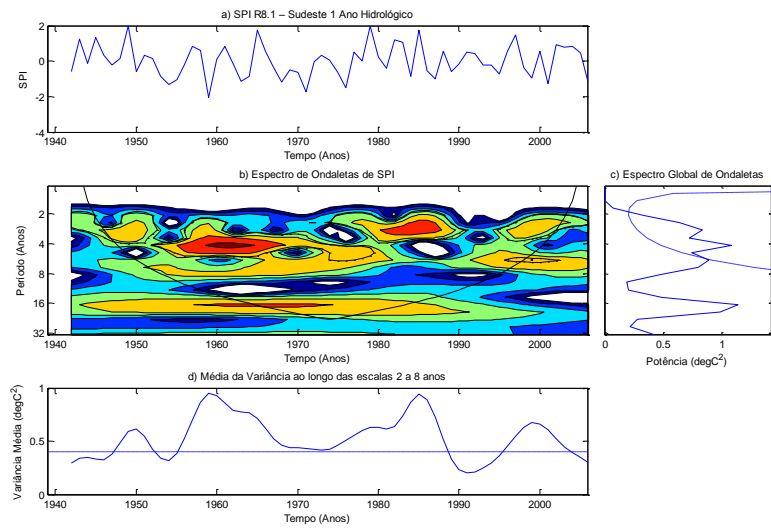 a) SPI R8.1 – Sudeste 1 Ano Hidrológico
2
0
-2
-4
SPI
1940 1950 1960 1970 1980 1990 2000
Tempo (Anos)
b) Espectro de Ondaletas de SPI
2
4
8
16
32
Período (Anos)
1940 1950 1960 1970 1980 1990 2000
Tempo (Anos)
c) Espectro Global de Ondaletas
0 1
Potência (degC²)
d) Média da Variância ao longo das escalas 2 a 8 anos
1
0.5
0
Variância Média (degC²)
1940 1950 1960 1970 1980 1990 2000
Tempo (Anos)